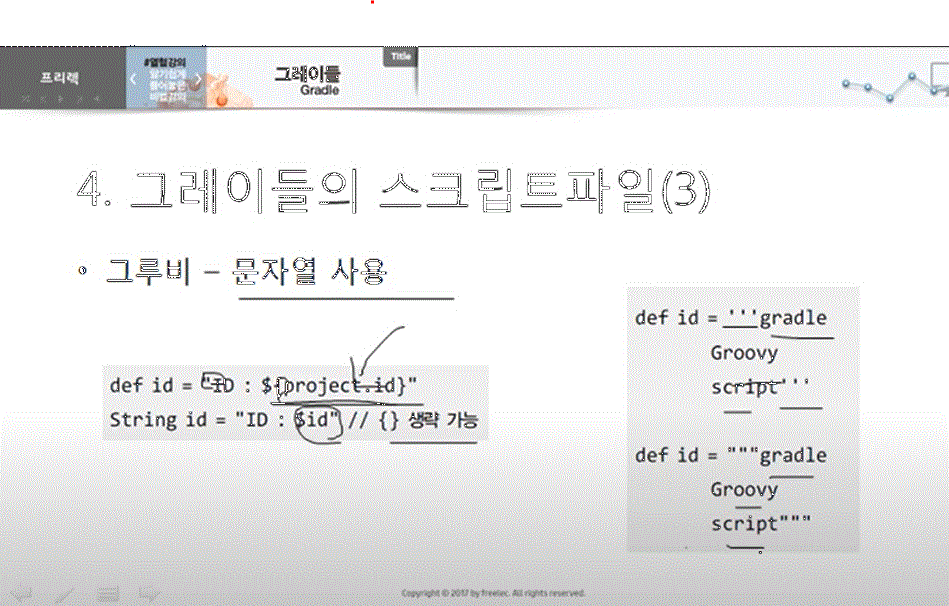 프리렉
#열혈강의
그레이들
Gradle
Title
4. 그레이들의 스크립트파일(3)
• 그루비 – 문자열 사용
def id = "ID : ${project.id}"
String id = "ID : $id" // {} 생략 가능
def id = '''gradle
Groovy
script'''
def id = """gradle
Groovy
script"""
Copyright © 2017 by freelec. All rights reserved.